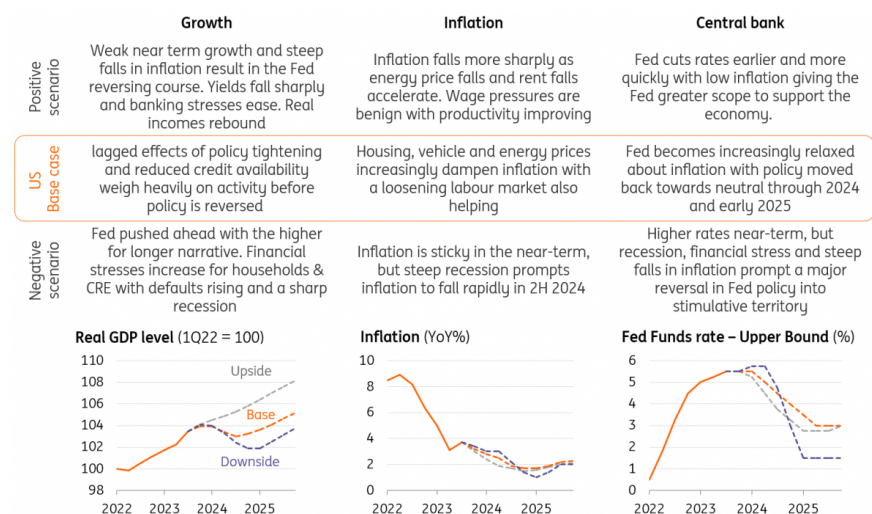 Growth
Inflation
Central bank
Positive
scenario
Weak near term growth and steep
falls in inflation result in the Fed
reversing course. Yields fall sharply
and banking stresses ease. Real
incomes rebound
Inflation falls more sharply as
energy price falls and rent falls
accelerate. Wage pressures are
benign with productivity improving
Fed cuts rates earlier and more
quickly with low inflation giving the
Fed greater scope to support the
economy.
US
Base case
lagged effects of policy tightening
and reduced credit availability
weigh heavily on activity before
policy is reversed
Housing, vehicle and energy prices
increasingly dampen inflation with
a loosening labour market also
helping
Fed becomes increasingly relaxed
about inflation with policy moved
back towards neutral through 2024
and early 2025
Negative
scenario
Fed pushed ahead with the higher
for longer narrative. Financial
stresses increase for households &
CRE with defaults rising and a sharp
recession
Inflation is sticky in the near-term,
but steep recession prompts
inflation to fall rapidly in 2H 2024
Higher rates near-term, but
recession, financial stress and steep
falls in inflation prompt a major
reversal in Fed policy into
stimulative territory
Real GDP level (1Q22 = 100)
110
108
106
104
102
100
98
Upside
Base
Downside
2022 2023 2024 2025
Inflation (YoY%)
10
8
6
4
2
0
2022 2023 2024 2025
Fed Funds rate – Upper Bound (%)
6
5
4
3
2
1
0
2022 2023 2024 2025